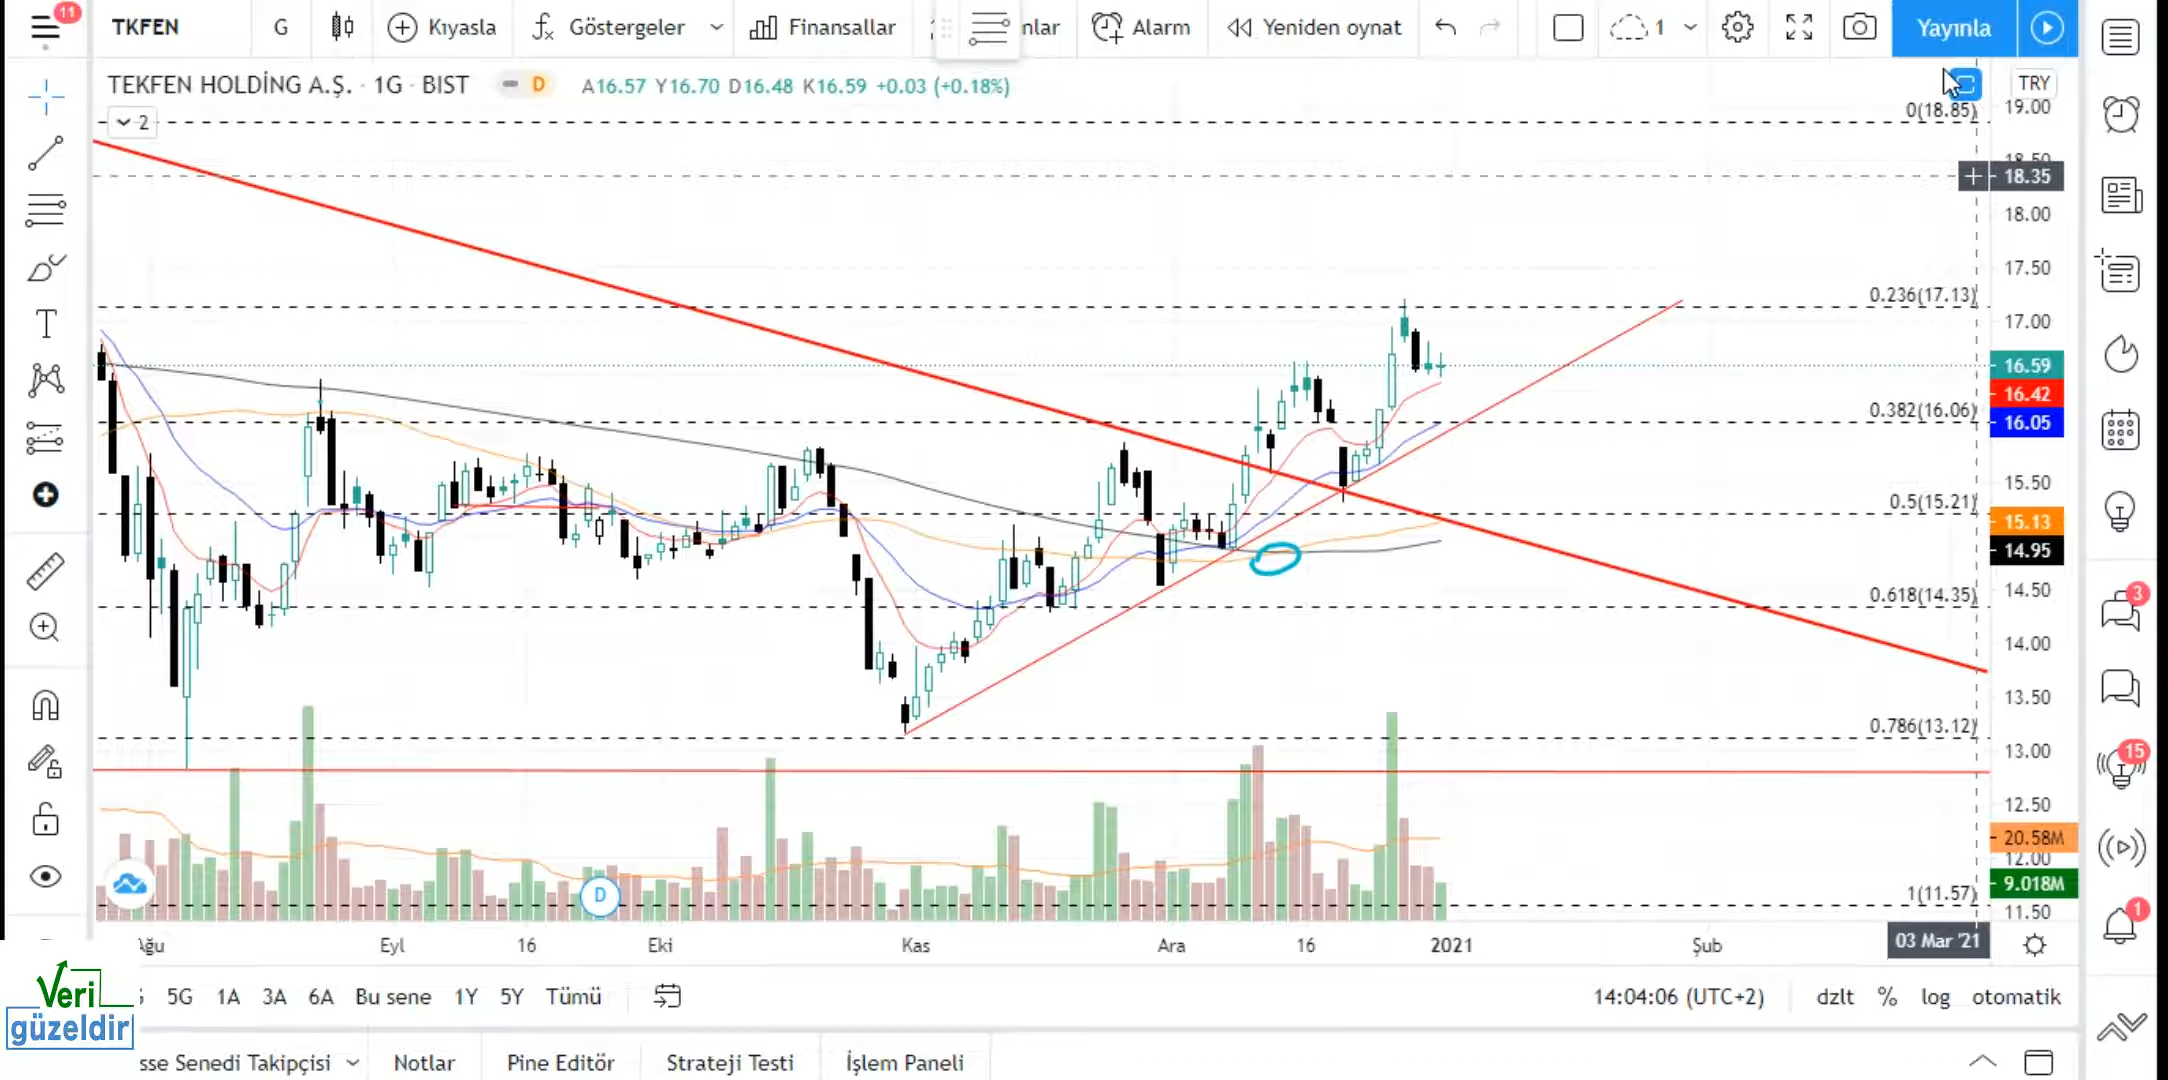 11
TKFEN G Kıyasla Göstergeler Finansallar nlar Alarm Yeniden oynat 1 Yayınla
TEKFEN HOLDİNG A.Ş. · 1G · BIST D A16.57 Y16.70 D16.48 K16.59 +0.03 (+0.18%)
TRY
2
0(18.85)
19.00
18.50
18.35
18.00
17.50
0.236(17.13)
17.00
16.59
16.42
0.382(16.06)
16.05
15.50
0.5(15.21)
15.13
14.95
14.50
0.618(14.35)
14.00
13.50
0.786(13.12)
13.00
12.50
20.58M
12.00
9.018M
1(11.57)
11.50
D
3
15
1
Ağu Eyl 16 Eki Kas Ara 16 2021 Şub 03 Mar '21
5G 1A 3A 6A Bu sene 1Y 5Y Tümü 14:04:06 (UTC+2) dzlt % log otomatik
Veri
güzeldir
sse Senedi Takipçisi Notlar Pine Editör Strateji Testi İşlem Paneli